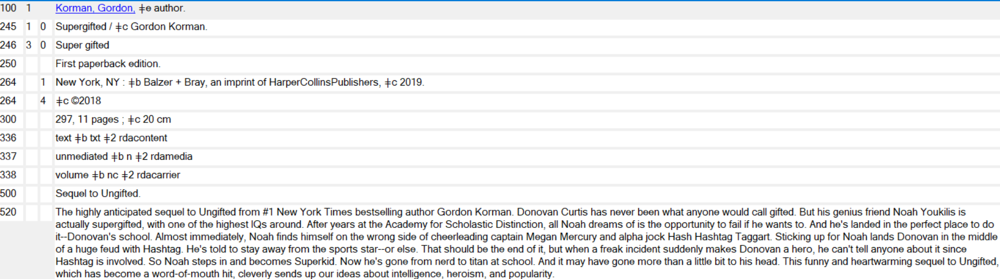 100 1 Korman, Gordon, ‡e author.
245 1 0 Supergifted / ‡c Gordon Korman.
246 3 0 Super gifted
250 First paperback edition.
264 1 New York, NY : ‡b Balzer + Bray, an imprint of HarperCollinsPublishers, ‡c 2019.
264 4 ‡c ©2018
300 297, 11 pages ; ‡c 20 cm
336 text ‡b txt ‡2 rdacontent
337 unmediated ‡b n ‡2 rdamedia
338 volume ‡b nc ‡2 rdacarrier
500 Sequel to Ungifted.
520 The highly anticipated sequel to Ungifted from #1 New York Times bestselling author Gordon Korman. Donovan Curtis has never been what anyone would call gifted. But his genius friend Noah Youkilis is
actually supergifted, with one of the highest IQs around. After years at the Academy for Scholastic Distinction, all Noah dreams of is the opportunity to fail if he wants to. And he's landed in the perfect place to do
it--Donovan's school. Almost immediately, Noah finds himself on the wrong side of cheerleading captain Megan Mercury and alpha jock Hash Hashtag Taggart. Sticking up for Noah lands Donovan in the middle
of a huge feud with Hashtag. He's told to stay away from the sports star--or else. That should be the end of it, but when a freak incident suddenly makes Donovan a hero, he can't tell anyone about it since
Hashtag is involved. So Noah steps in and becomes Superkid. Now he's gone from nerd to titan at school. And it may have gone more than a little bit to his head. This funny and heartwarming sequel to Ungifted,
which has become a word-of-mouth hit, cleverly sends up our ideas about intelligence, heroism, and popularity.